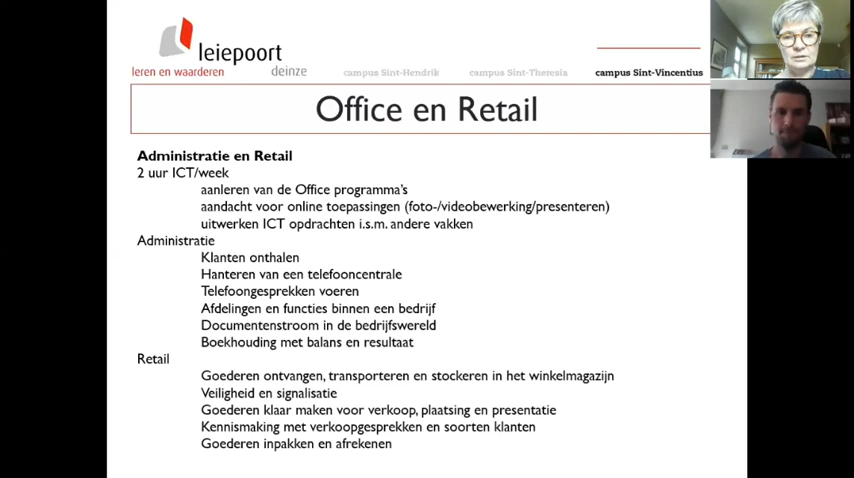 leiepoort
leren en waarderen
deinze
campus Sint-Hendrik
campus Sint-Theresia
campus Sint-Vincentius
Office en Retail
Administratie en Retail
2 uur ICT/week
aanleren van de Office programma's
aandacht voor online toepassingen (foto-/videobewerking/presenteren)
uitwerken ICT opdrachten i.s.m. andere vakken
Administratie
Klanten onthalen
Hanteren van een telefooncentrale
Telefoongesprekken voeren
Afdelingen en functies binnen een bedrijf
Documentenstroom in de bedrijfswereld
Boekhouding met balans en resultaat
Retail
Goederen ontvangen, transporteren en stockeren in het winkelmagazijn
Veiligheid en signalisatie
Goederen klaar maken voor verkoop, plaatsing en presentatie
Kennismaking met verkoopgesprekken en soorten klanten
Goederen inpakken en afrekenen